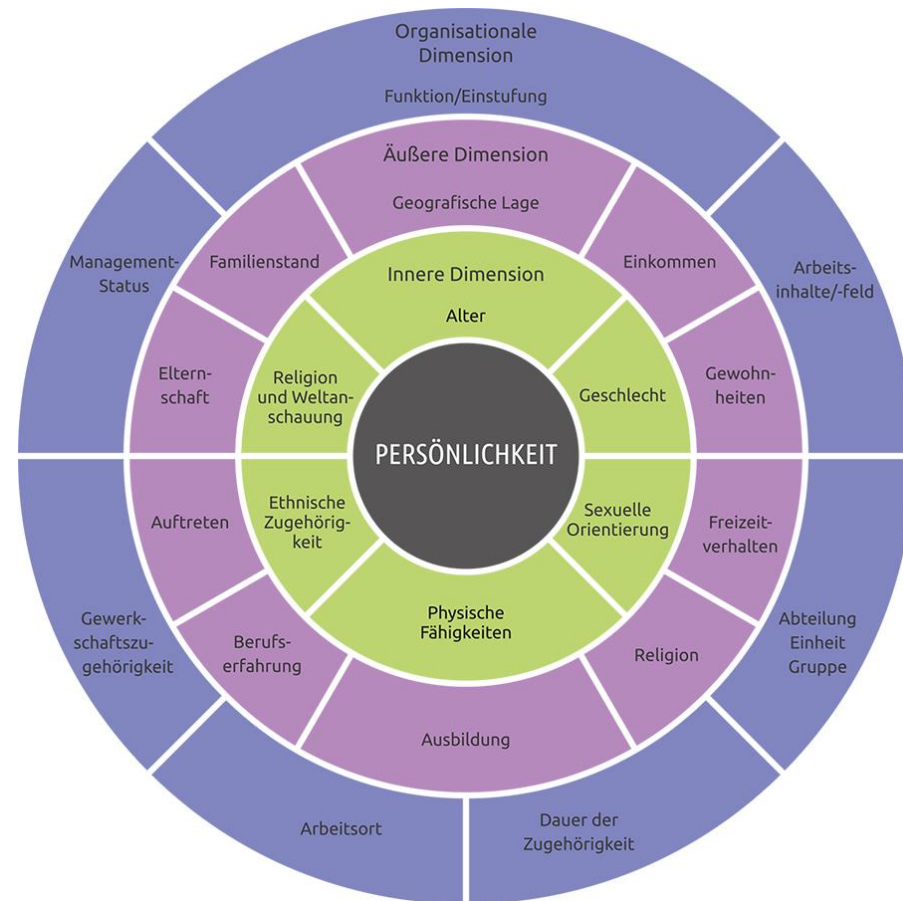 Organisationale
Dimension
Funktion/Einstufung
Äußere Dimension
Geografische Lage
Familienstand
Einkommen
Management-
Status
Arbeits-
inhalte/-feld
Innere Dimension
Alter
Eltern-
schaft
Religion
und Weltan-
schauung
Geschlecht
Gewohn-
heiten
PERSÖNLICHKEIT
Auftreten
Ethnische
Zugehörig-
keit
Sexuelle
Orientierung
Freizeit-
verhalten
Gewerk-
schaftszu-
gehörigkeit
Berufs-
erfahrung
Physische
Fähigkeiten
Religion
Abteilung
Einheit
Gruppe
Ausbildung
Arbeitsort
Dauer der
Zugehörigkeit